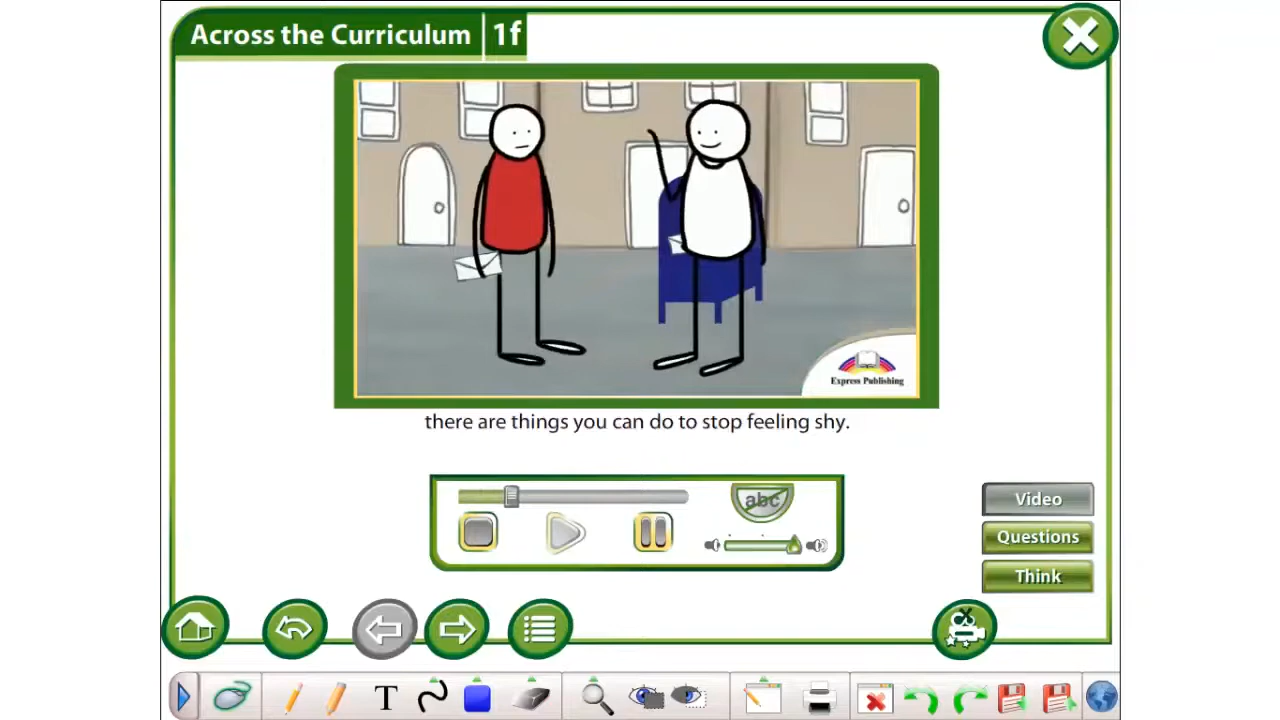 Across the Curriculum 1f
Express Publishing
there are things you can do to stop feeling shy.
abc
Video
Questions
Think
T